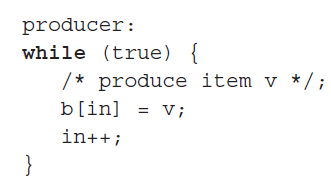 producer:
while (true) {
/* produce item v */;
b[in] = v;
in++;
}